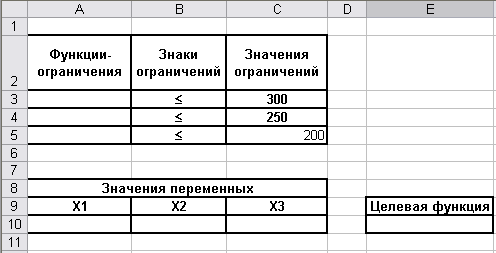 A B C D E
1
Функции-
ограничения Знаки
ограничений Значения
ограничений
2
3 ≤ 300
4 ≤ 250
5 ≤ 200
6
7
8 Значения переменных
9 X1 X2 X3 Целевая функция
10
11